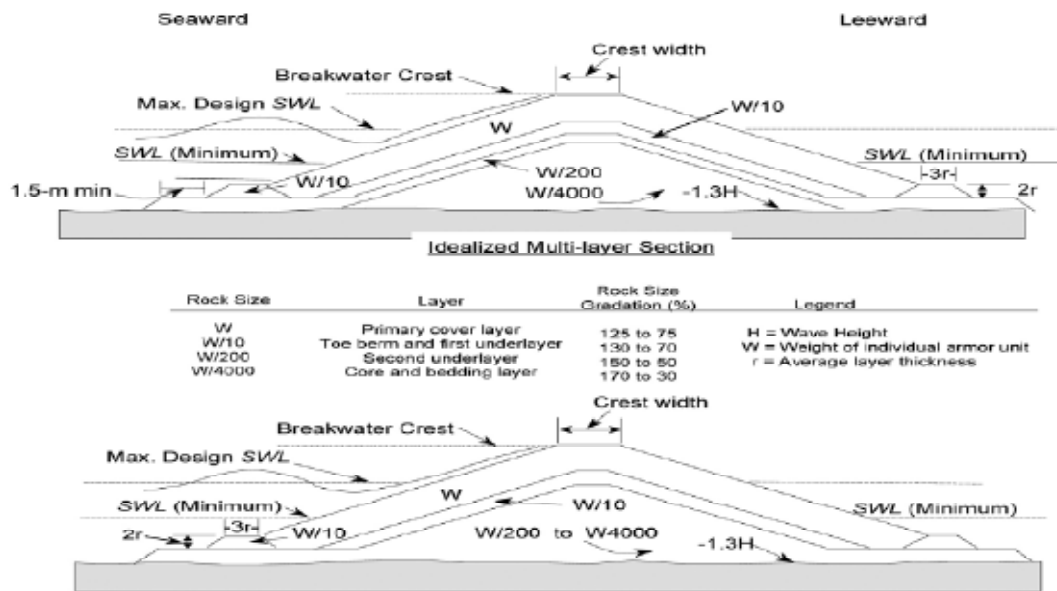 Seaward Leeward
Crest width
Breakwater Crest
W/10
Max. Design SWL
W
SWL (Minimum) SWL (Minimum)
W/10 W/200 -3r-
1.5-m min W/4000 -1.3H 2r
Idealized Multi-layer Section
Rock Size Layer Rock Size Gradation (%) Legend
W Primary cover layer 125 to 75 H = Wave Height
W/10 Toe berm and first underlayer 130 to 70 W = Weight of individual armor unit
W/200 Second underlayer 150 to 50 r = Average layer thickness
W/4000 Core and bedding layer 170 to 30
Crest width
Breakwater Crest
Max. Design SWL
W
SWL (Minimum) W/10 SWL (Minimum)
-3r-
2r W/10 W/200 to W4000 -1.3H